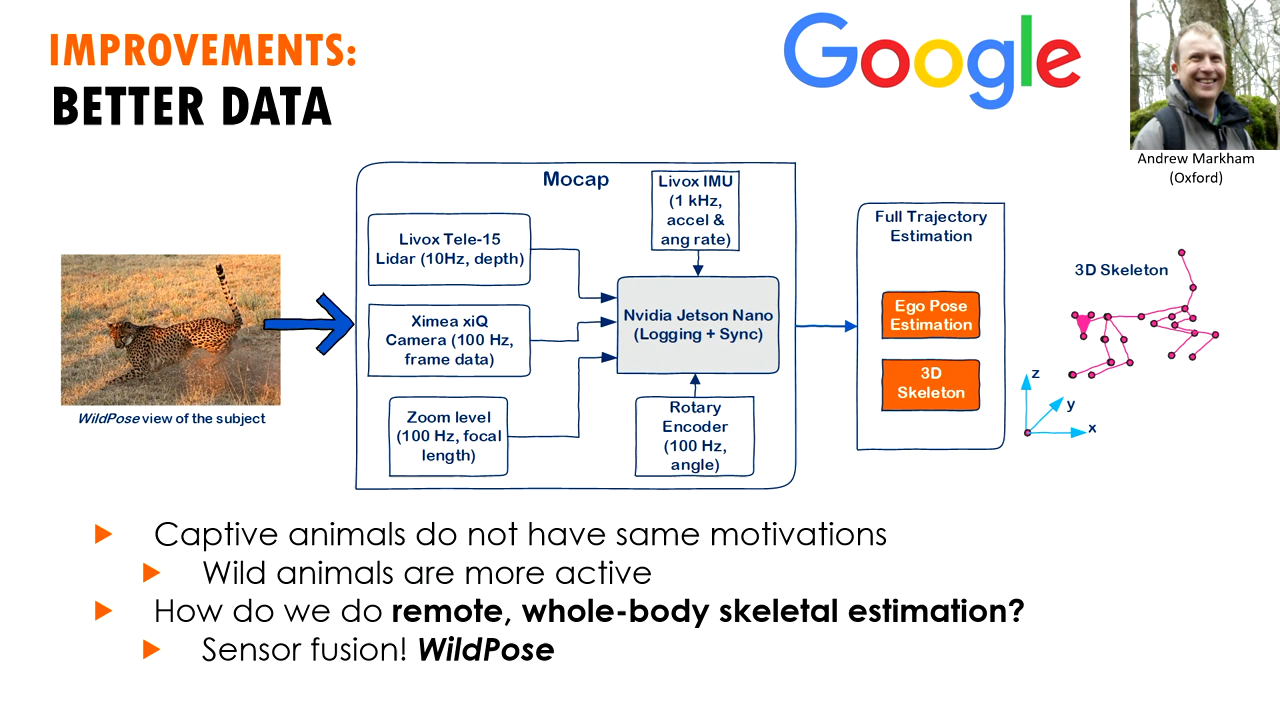 IMPROVEMENTS:
BETTER DATA
Google
Andrew Markham
(Oxford)
Mocap
Livox Tele-15
Lidar (10Hz, depth)
Ximea xiQ
Camera (100 Hz,
frame data)
Zoom level
(100 Hz, focal
length)
Livox IMU
(1 kHz,
accel &
ang rate)
Nvidia Jetson Nano
(Logging + Sync)
Rotary
Encoder
(100 Hz,
angle)
Full Trajectory
Estimation
Ego Pose
Estimation
3D
Skeleton
3D Skeleton
z
y
x
WildPose view of the subject
Captive animals do not have same motivations
Wild animals are more active
How do we do remote, whole-body skeletal estimation?
Sensor fusion! WildPose